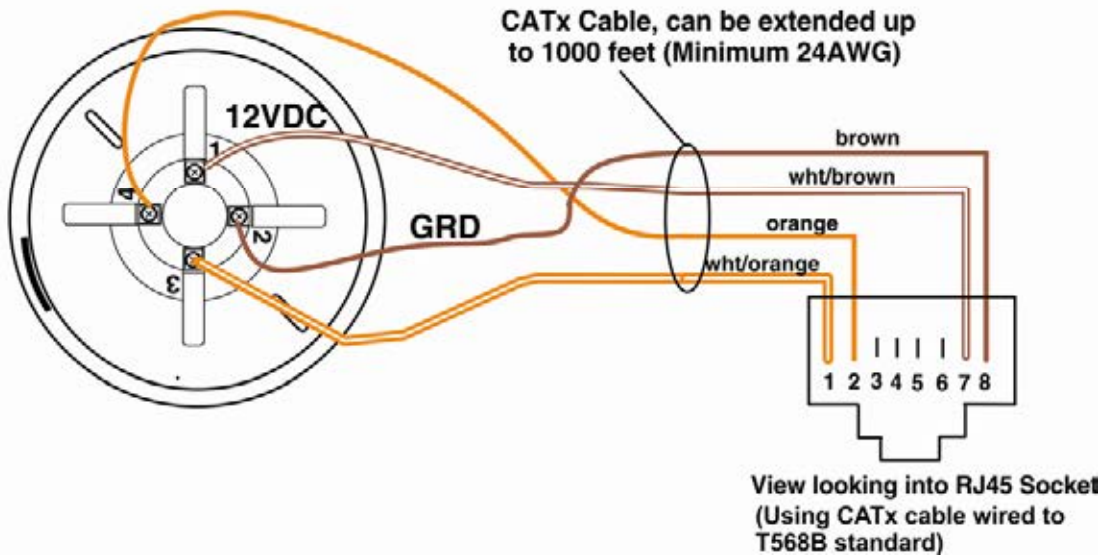 CATx Cable, can be extended up
to 1000 feet (Minimum 24AWG)
12VDC
1
4
2
3
GRD
brown
wht/brown
orange
wht/orange
1 2 3 4 5 6 7 8
View looking into RJ45 Socket
(Using CATx cable wired to
T568B standard)